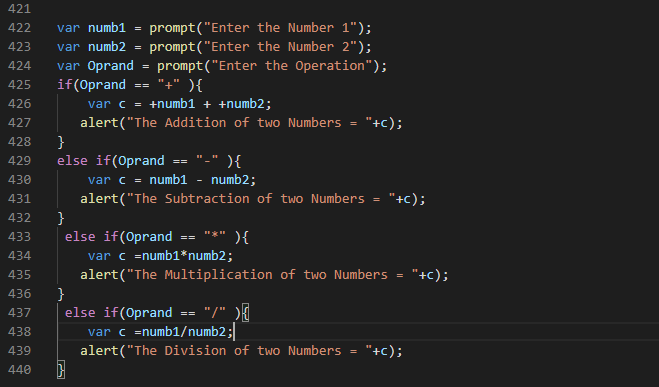 421
422 var numb1 = prompt("Enter the Number 1");
423 var numb2 = prompt("Enter the Number 2");
424 var Oprand = prompt("Enter the Operation");
425 if(Oprand == "+" ){
426 var c = +numb1 + +numb2;
427 alert("The Addition of two Numbers = "+c);
428 }
429 else if(Oprand == "-" ){
430 var c = numb1 - numb2;
431 alert("The Subtraction of two Numbers = "+c);
432 }
433 else if(Oprand == "*" ){
434 var c =numb1*numb2;
435 alert("The Multiplication of two Numbers = "+c);
436 }
437 else if(Oprand == "/" ){
438 var c =numb1/numb2;
439 alert("The Division of two Numbers = "+c);
440 }